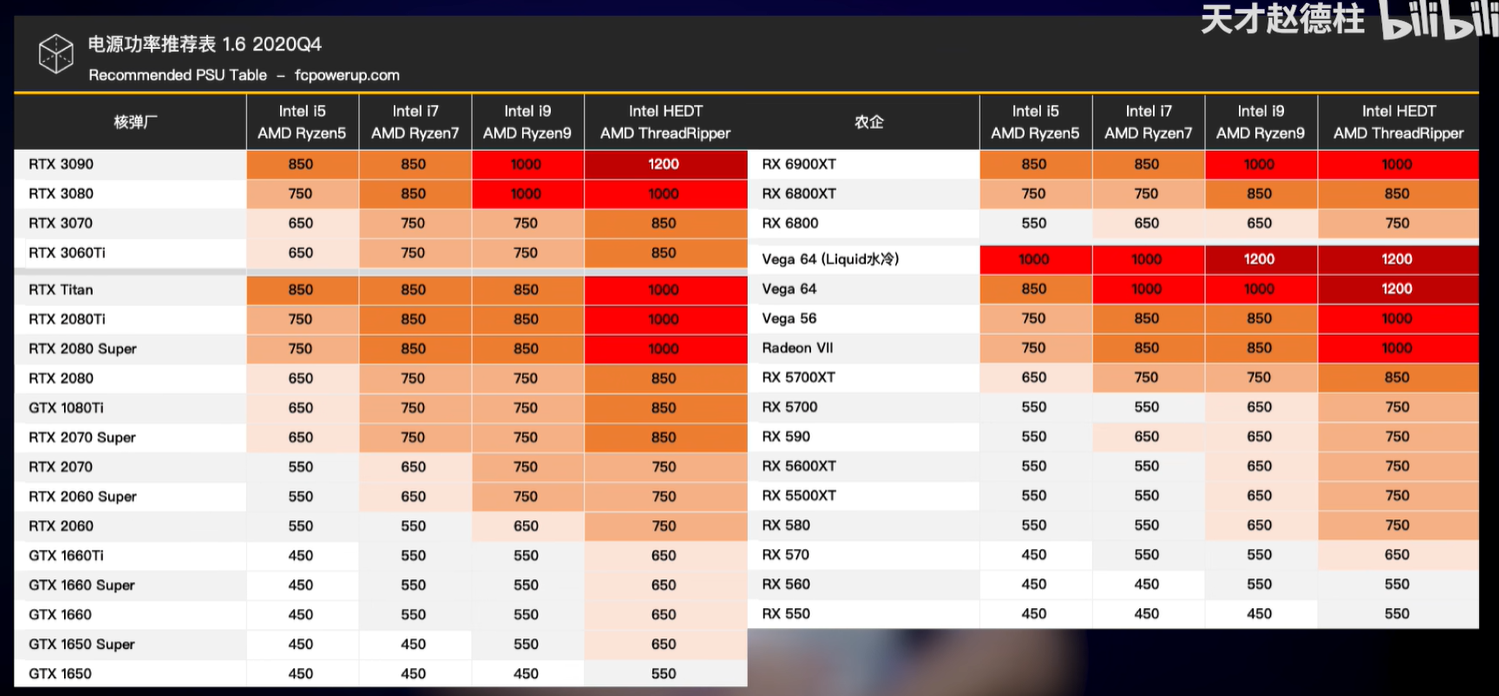 天才赵德柱 bilibili
电源功率推荐表 1.6 2020Q4
Recommended PSU Table – fcpowerup.com
核弹厂 Intel i5 AMD Ryzen5 Intel i7 AMD Ryzen7 Intel i9 AMD Ryzen9 Intel HEDT AMD ThreadRipper
RTX 3090 850 850 1000 1200
RTX 3080 750 850 1000 1000
RTX 3070 650 750 750 850
RTX 3060Ti 650 750 750 850
RTX Titan 850 850 850 1000
RTX 2080Ti 750 850 850 1000
RTX 2080 Super 750 850 850 1000
RTX 2080 650 750 750 850
GTX 1080Ti 650 750 750 850
RTX 2070 Super 650 750 750 850
RTX 2070 550 650 750 750
RTX 2060 Super 550 650 750 750
RTX 2060 550 550 650 750
GTX 1660Ti 450 550 550 650
GTX 1660 Super 450 550 550 650
GTX 1660 450 550 550 650
GTX 1650 Super 450 450 550 650
GTX 1650 450 450 450 550
农企 Intel i5 AMD Ryzen5 Intel i7 AMD Ryzen7 Intel i9 AMD Ryzen9 Intel HEDT AMD ThreadRipper
RX 6900XT 850 850 1000 1000
RX 6800XT 750 750 850 850
RX 6800 550 650 650 750
Vega 64 (Liquid水冷) 1000 1000 1200 1200
Vega 64 850 1000 1000 1200
Vega 56 750 850 850 1000
Radeon VII 750 850 850 1000
RX 5700XT 650 750 750 850
RX 5700 550 550 650 750
RX 590 550 650 650 750
RX 5600XT 550 550 650 750
RX 5500XT 550 550 650 750
RX 580 550 550 650 750
RX 570 450 550 550 650
RX 560 450 450 550 550
RX 550 450 450 450 550